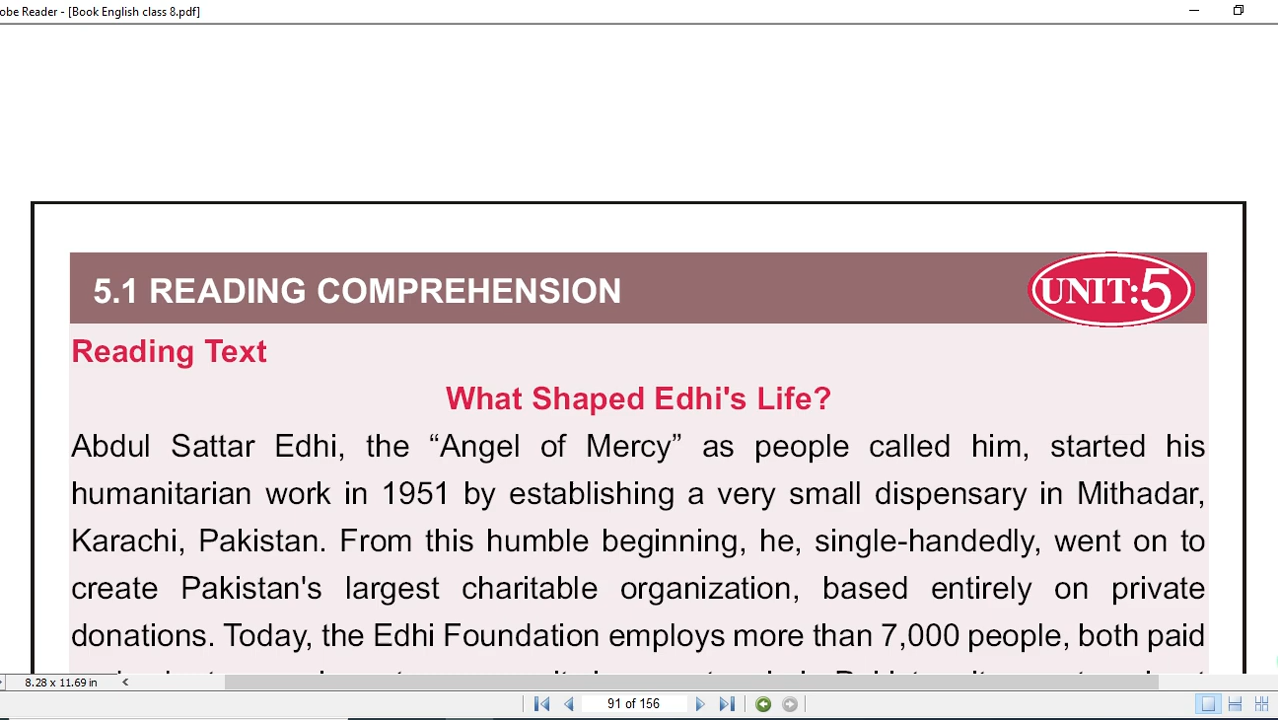 obe Reader - [Book English class 8.pdf]
5.1 READING COMPREHENSION
UNIT:5
Reading Text
What Shaped Edhi's Life?
Abdul Sattar Edhi, the “Angel of Mercy” as people called him, started his
humanitarian work in 1951 by establishing a very small dispensary in Mithadar,
Karachi, Pakistan. From this humble beginning, he, single-handedly, went on to
create Pakistan's largest charitable organization, based entirely on private
donations. Today, the Edhi Foundation employs more than 7,000 people, both paid
8.28 x 11.69 in
91 of 156